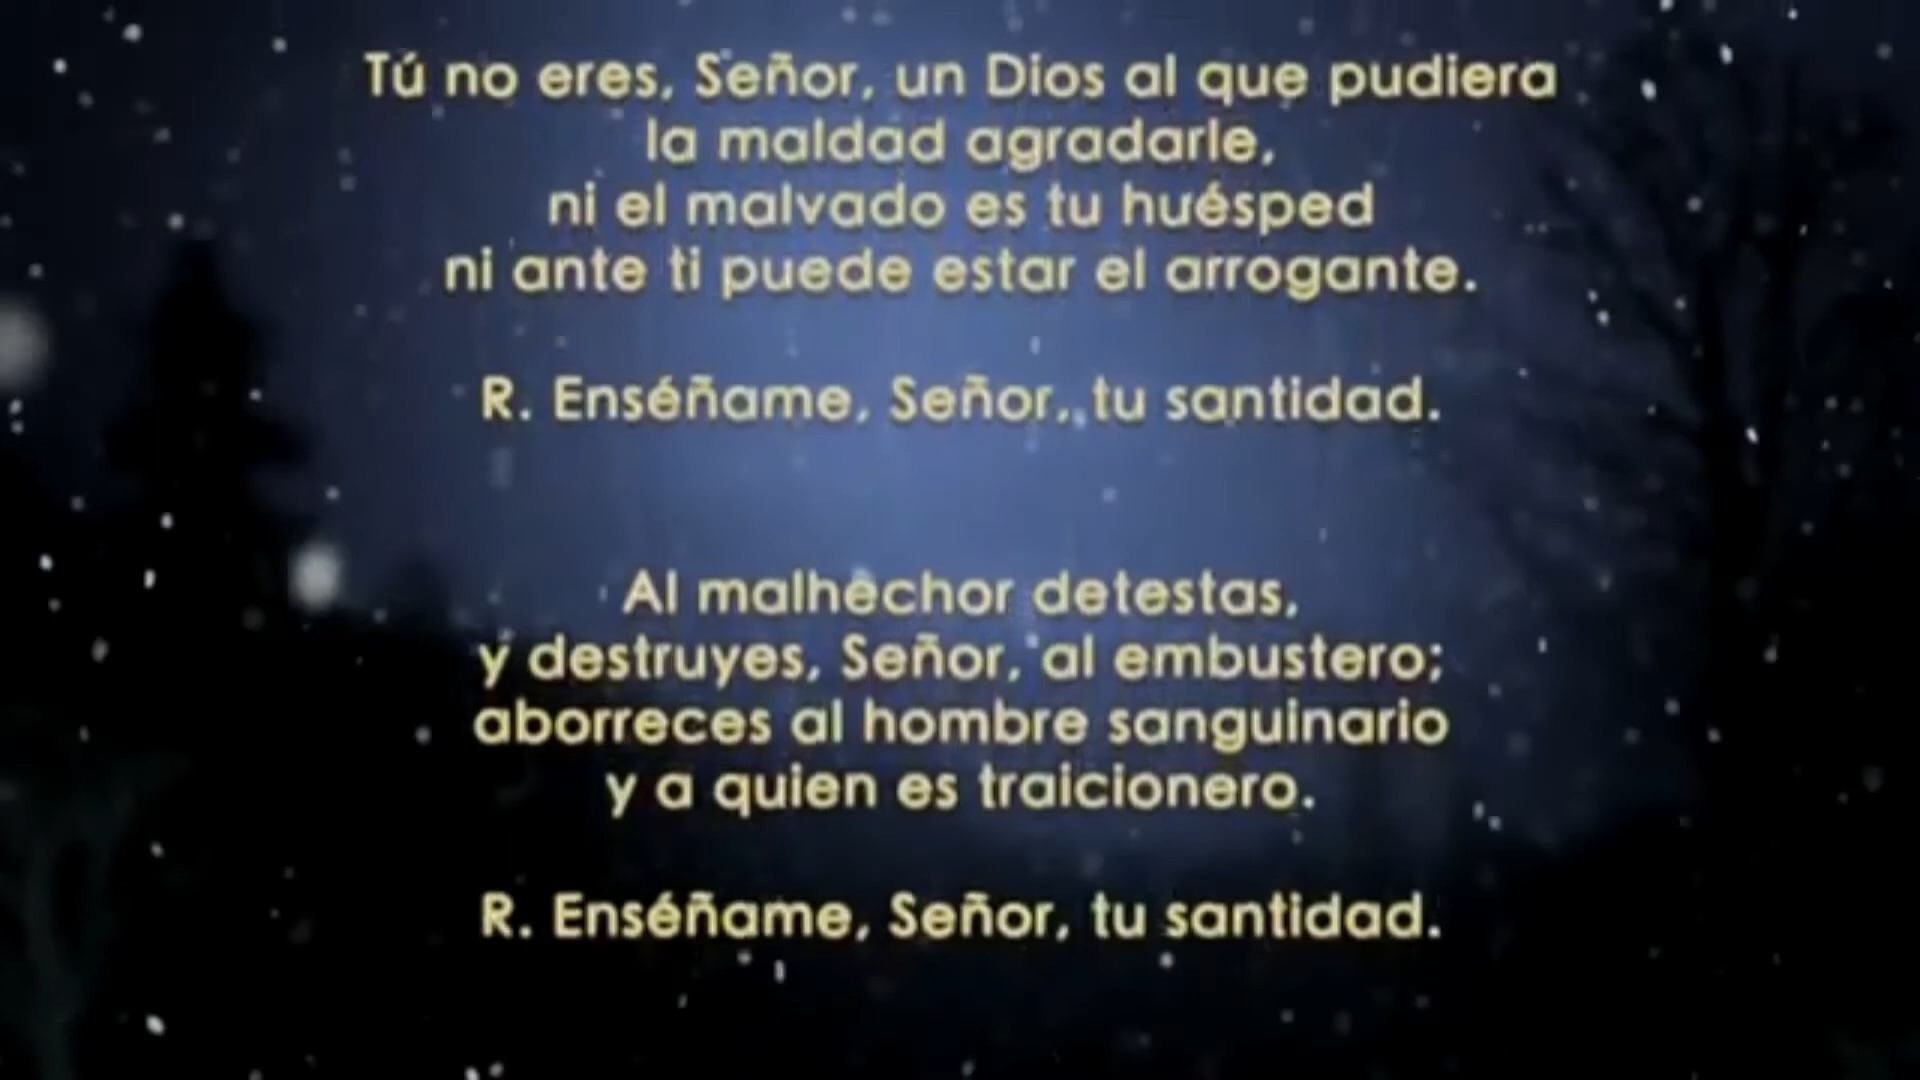 Tú no eres, Señor, un Dios al que pudiera
la maldad agradarle,
ni el malvado es tu huésped
ni ante ti puede estar el arrogante.
R. Enséñame, Señor, tu santidad.
Al malhechor detestas,
y destruyes, Señor, al embustero;
aborreces al hombre sanguinario
y a quien es traicionero.
R. Enséñame, Señor, tu santidad.